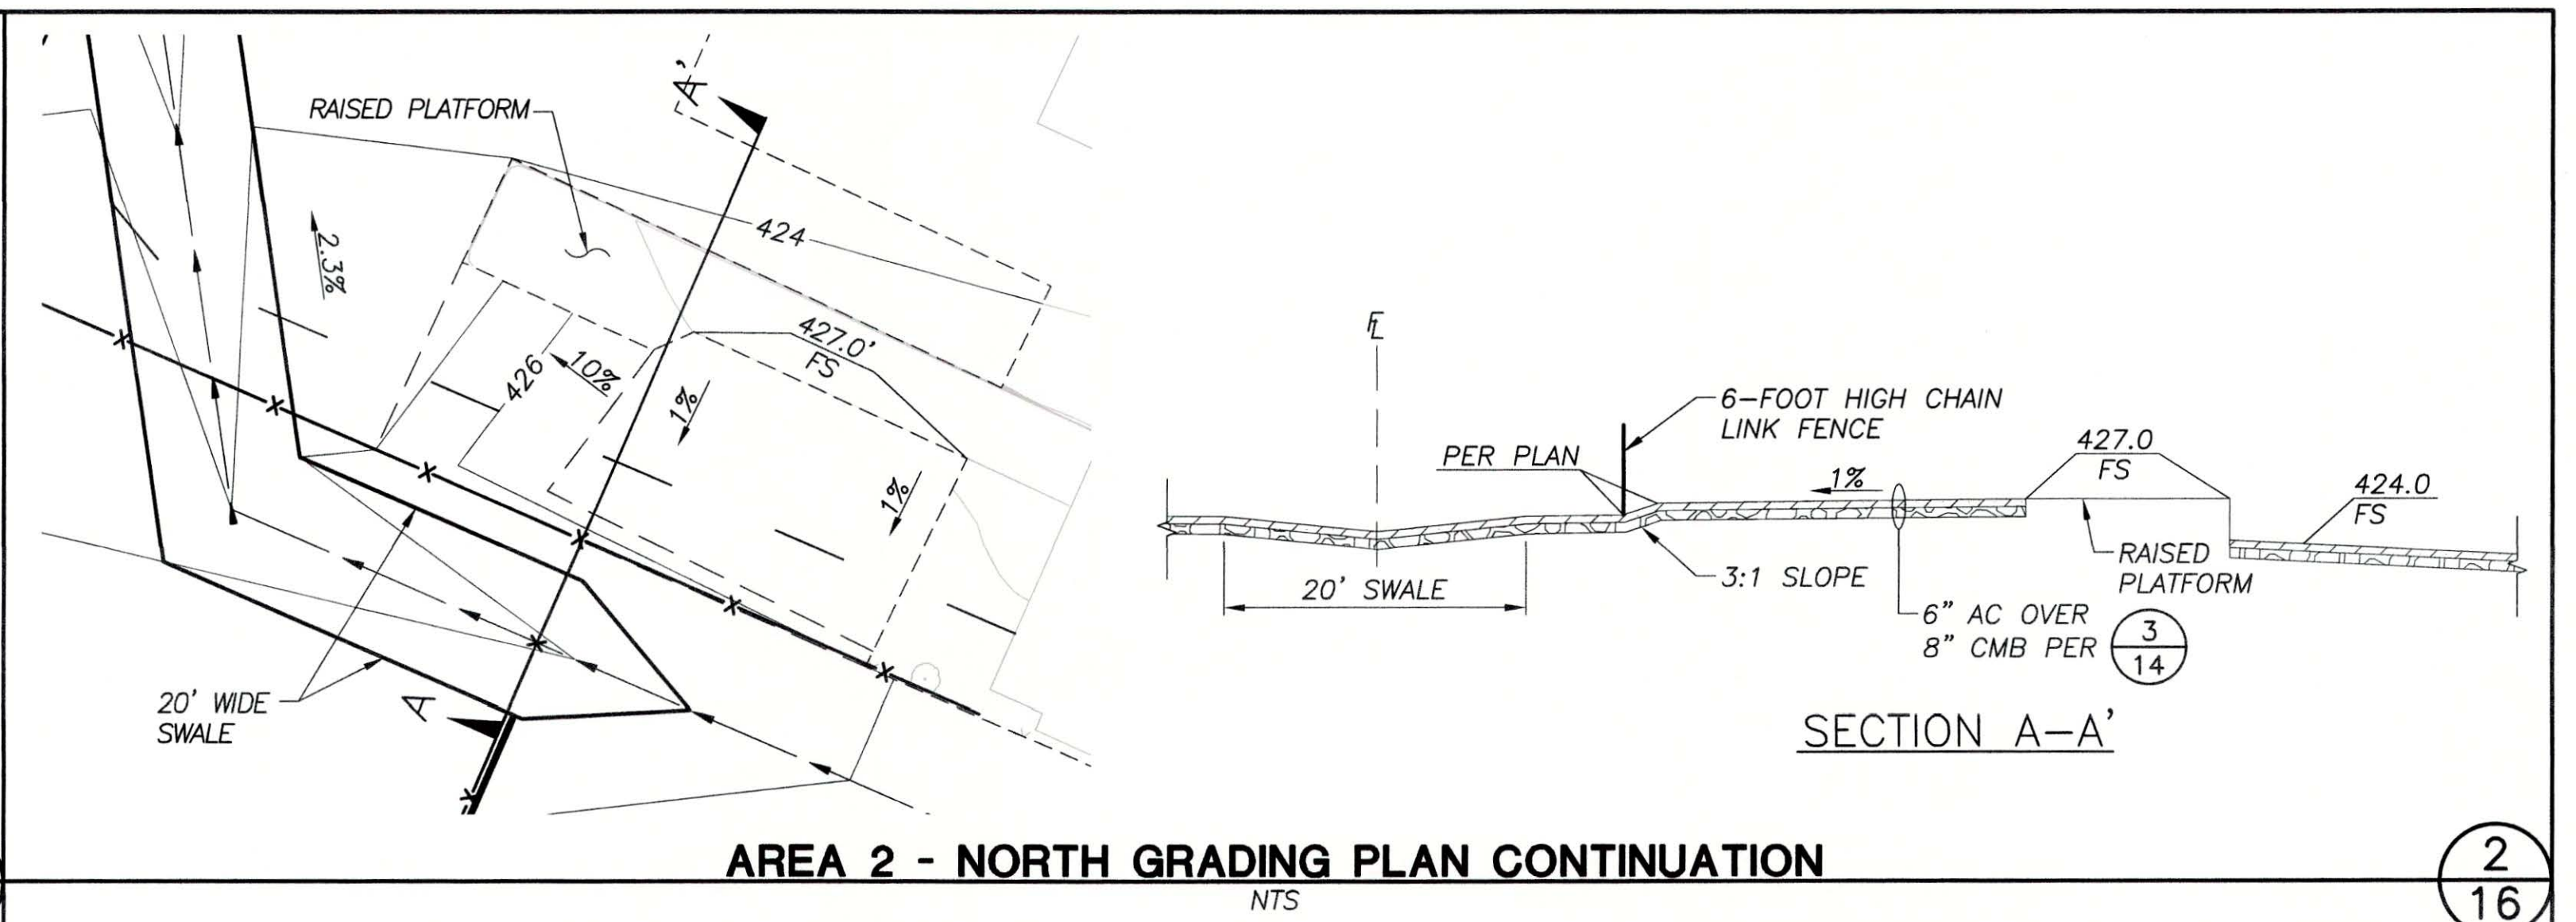 RAISED PLATFORM
A'
424
2.3%
427.0'
FS
426
10%
1%
1%
20' WIDE
SWALE
A
FL
6-FOOT HIGH CHAIN
LINK FENCE
PER PLAN
1%
427.0
FS
424.0
FS
20' SWALE
3:1 SLOPE
RAISED
PLATFORM
6" AC OVER
8" CMB PER
3
14
SECTION A-A'
AREA 2 - NORTH GRADING PLAN CONTINUATION
NTS
2
16